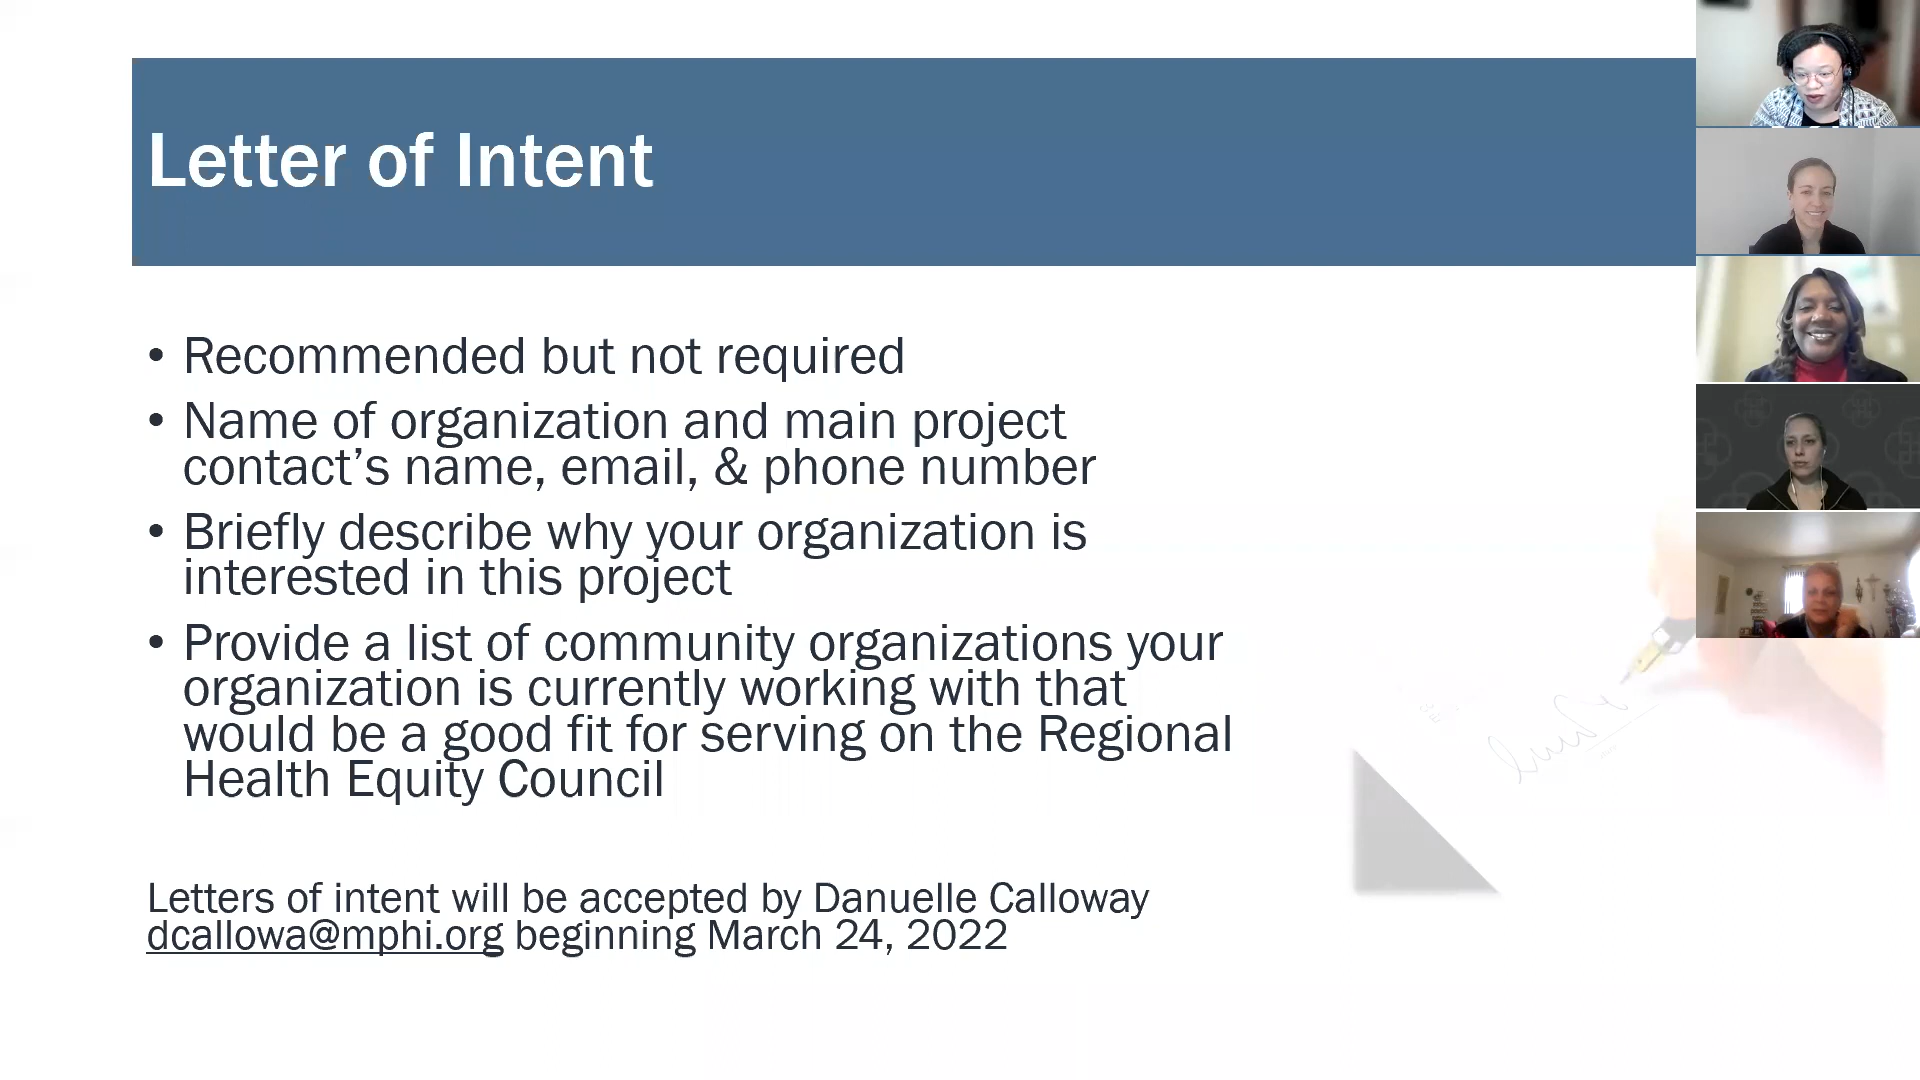 Letter of Intent
• Recommended but not required
• Name of organization and main project
contact’s name, email, & phone number
• Briefly describe why your organization is
interested in this project
• Provide a list of community organizations your
organization is currently working with that
would be a good fit for serving on the Regional
Health Equity Council
Letters of intent will be accepted by Danuelle Calloway
dcallowa@mphi.org beginning March 24, 2022